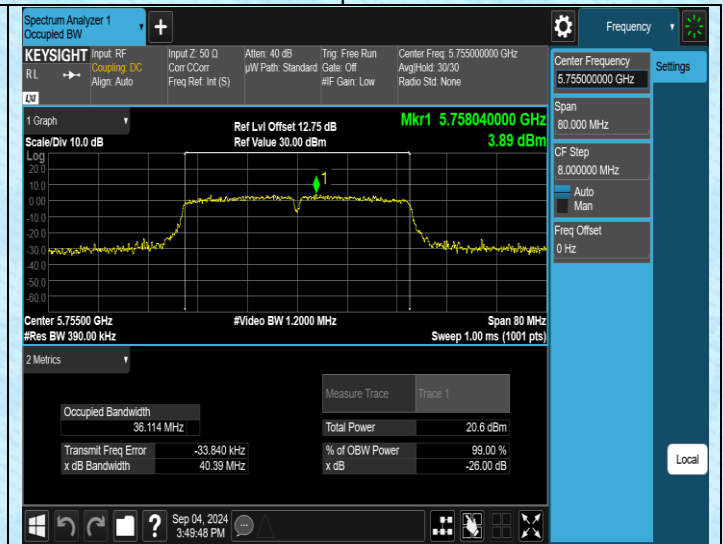 Spectrum Analyzer 1
Occupied BW
+
Frequency
KEYSIGHT
R L
LXI
Input: RF
Coupling: DC
Align: Auto
Input Z: 50 Ω
Corr CCorr
Freq Ref: Int (S)
Atten: 40 dB
µW Path: Standard
Trig: Free Run
Gate: Off
#IF Gain: Low
Center Freq: 5.755000000 GHz
Avg|Hold: 30/30
Radio Std: None
Center Frequency
5.755000000 GHz
Settings
Span
80.000 MHz
CF Step
8.000000 MHz
Auto
Man
Freq Offset
0 Hz
1 Graph
Scale/Div 10.0 dB
Ref Lvl Offset 12.75 dB
Ref Value 30.00 dBm
Mkr1 5.758040000 GHz
3.89 dBm
Log
20.0
10.0
0.00
-10.0
-20.0
-30.0
-40.0
-50.0
-60.0
1
Center 5.75500 GHz
#Res BW 390.00 kHz
#Video BW 1.2000 MHz
Span 80 MHz
Sweep 1.00 ms (1001 pts)
2 Metrics
Measure Trace
Trace 1
Occupied Bandwidth
36.114 MHz
Total Power
20.6 dBm
Transmit Freq Error
-33.840 kHz
% of OBW Power
99.00 %
x dB Bandwidth
40.39 MHz
x dB
-26.00 dB
Local
?
Sep 04, 2024
3:49:48 PM